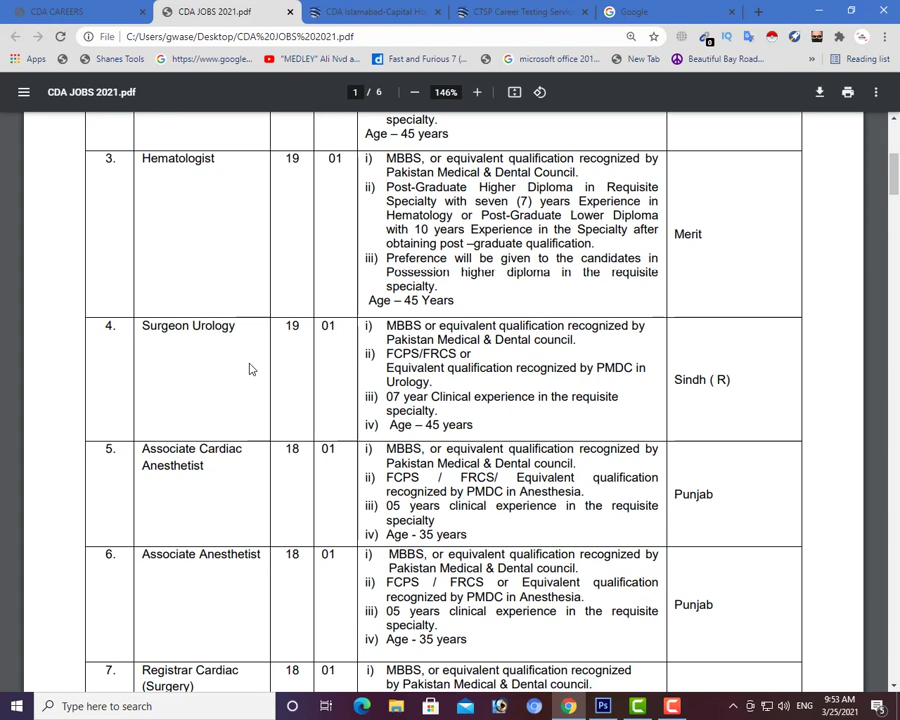 CDA CAREERS
CDA JOBS 2021.pdf
CDA Islamabad-Capital H
CTSP Career Testing Servic
Google
File
C:/Users/gwase/Desktop/CDA%20JOBS%202021.pdf
Apps
Shanes Tools
https://www.google...
"MEDLEY" Ali Nvd a...
Fast and Furious 7 (...
microsoft office 201...
New Tab
Beautiful Bay Road...
»
Reading list
CDA JOBS 2021.pdf
1 / 6
146%
specialty.
Age – 45 years
3.
Hematologist
19
01
i) MBBS, or equivalent qualification recognized by
Pakistan Medical & Dental Council.
ii) Post-Graduate Higher Diploma in Requisite
Specialty with seven (7) years Experience in
Hematology or Post-Graduate Lower Diploma
with 10 years Experience in the Specialty after
obtaining post –graduate qualification.
iii) Preference will be given to the candidates in
Possession higher diploma in the requisite
specialty.
Age – 45 Years
Merit
4.
Surgeon Urology
19
01
i) MBBS or equivalent qualification recognized by
Pakistan Medical & Dental council.
ii) FCPS/FRCS or
Equivalent qualification recognized by PMDC in
Urology.
iii) 07 year Clinical experience in the requisite
specialty.
iv) Age – 45 years
Sindh ( R)
5.
Associate Cardiac
Anesthetist
18
01
i) MBBS, or equivalent qualification recognized by
Pakistan Medical & Dental council.
ii) FCPS / FRCS/ Equivalent qualification
recognized by PMDC in Anesthesia.
iii) 05 years clinical experience in the requisite
specialty
iv) Age - 35 years
Punjab
6.
Associate Anesthetist
18
01
i) MBBS, or equivalent qualification recognized by
Pakistan Medical & Dental council.
ii) FCPS / FRCS or Equivalent qualification
recognized by PMDC in Anesthesia.
iii) 05 years clinical experience in the requisite
specialty.
iv) Age - 35 years
Punjab
7.
Registrar Cardiac
(Surgery)
18
01
i) MBBS, or equivalent qualification recognized
by Pakistan Medical & Dental council.
Type here to search
Ps
ENG
9:53 AM
3/25/2021
5